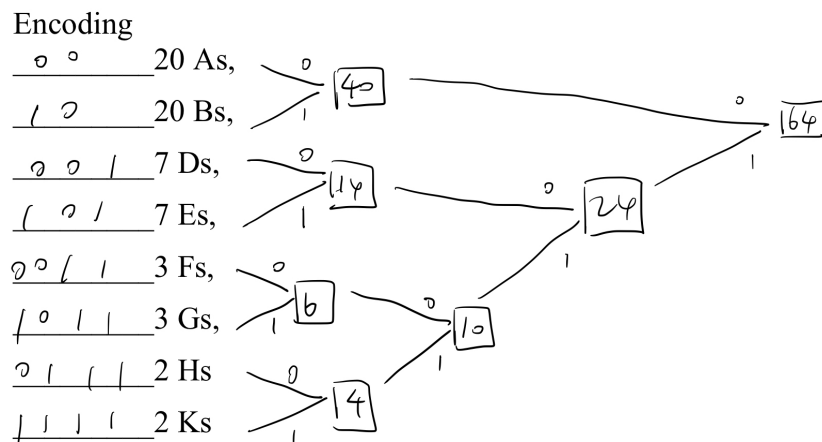 Encoding
0 0 20 As, 0 40
1 0 20 Bs, 1 0 64
0 0 1 7 Ds, 0 14 1
1 0 1 7 Es, 1 0 24
0 0 1 1 3 Fs, 0 6 0 1
1 0 1 1 3 Gs, 1 10
0 1 1 1 2 Hs 0 4 1
1 1 1 1 2 Ks 1